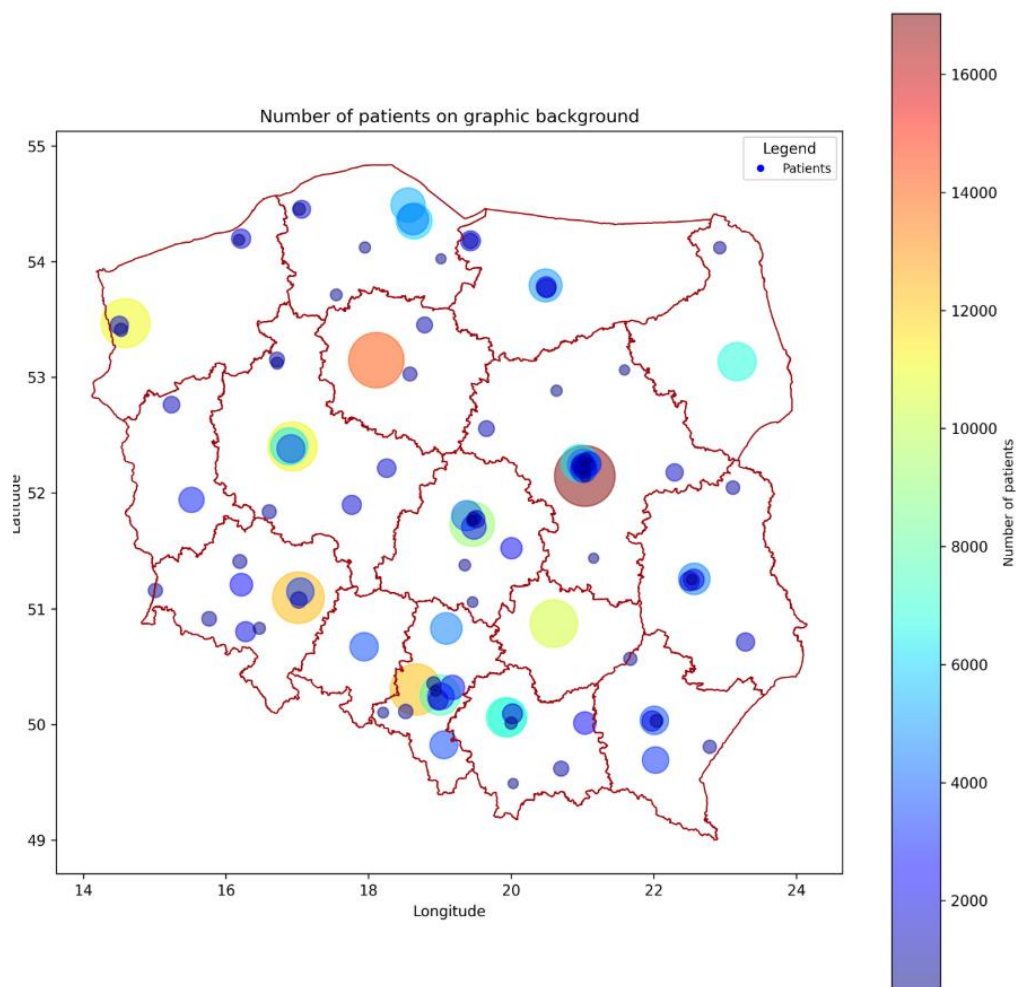 Number of patients on graphic background
Legend
Patients
55
54
53
52
51
50
49
Latitude
14 16 18 20 22 24
Longitude
16000
14000
12000
10000
8000
6000
4000
2000
Number of patients